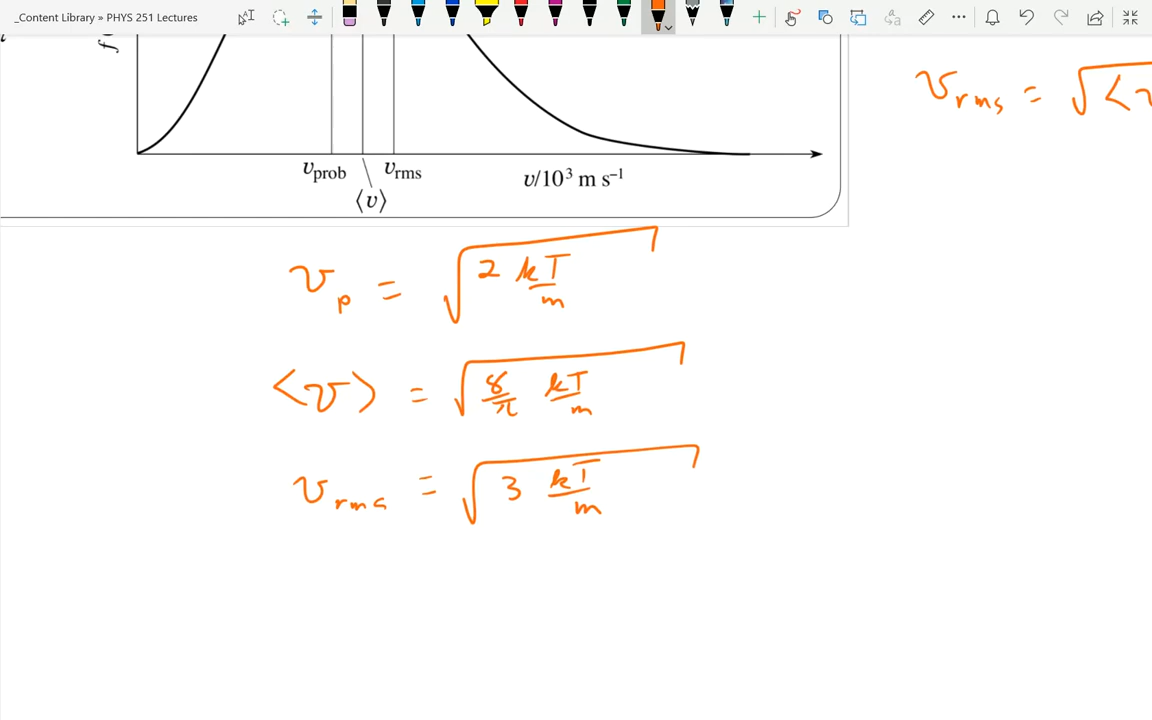 _Content Library » PHYS 251 Lectures
f
v_rms = √<v
v_prob v_rms v/10³ m s⁻¹
⟨v⟩
v_p = √(2 kT/m)
<v> = √(8/π kT/m)
v_rms = √(3 kT/m)